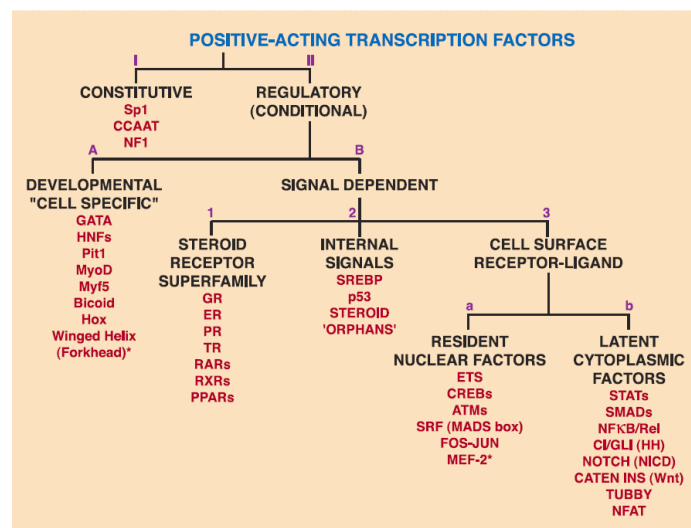 POSITIVE-ACTING TRANSCRIPTION FACTORS
I
II
CONSTITUTIVE
Sp1
CCAAT
NF1
REGULATORY
(CONDITIONAL)
A
B
DEVELOPMENTAL
"CELL SPECIFIC"
GATA
HNFs
Pit1
MyoD
Myf5
Bicoid
Hox
Winged Helix
(Forkhead)*
SIGNAL DEPENDENT
1
2
3
STEROID
RECEPTOR
SUPERFAMILY
GR
ER
PR
TR
RARs
RXRs
PPARs
INTERNAL
SIGNALS
SREBP
p53
STEROID
'ORPHANS'
CELL SURFACE
RECEPTOR-LIGAND
a
b
RESIDENT
NUCLEAR FACTORS
ETS
CREBs
ATMs
SRF (MADS box)
FOS-JUN
MEF-2*
LATENT
CYTOPLASMIC
FACTORS
STATs
SMADs
NFKB/Rel
CI/GLI (HH)
NOTCH (NICD)
CATEN INS (Wnt)
TUBBY
NFAT